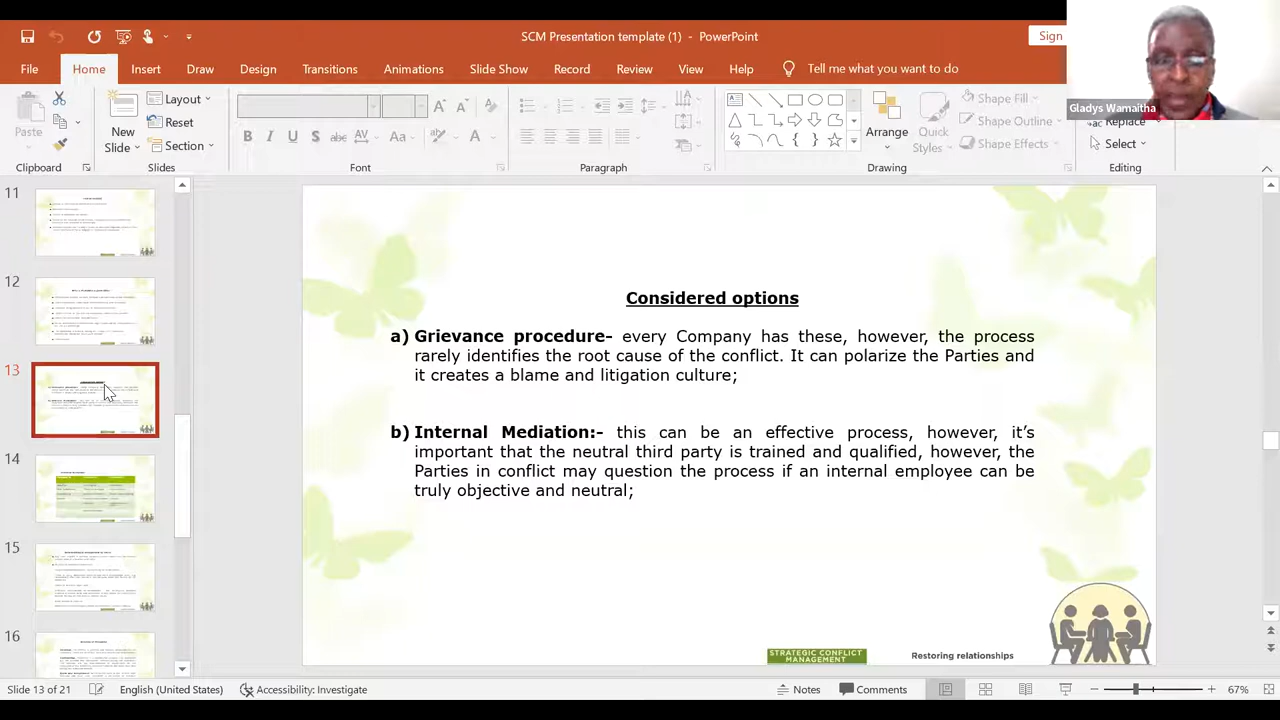 SCM Presentation template (1) - PowerPoint
Sign
File Home Insert Draw Design Transitions Animations Slide Show Record Review View Help Tell me what you want to do
Gladys Wamaitha
Paste
Clipboard
New
Slide
Layout
Reset
Section
Slides
B I U S abc AV Aa A
Font
Paragraph
Arrange
Quick
Styles
Shape Fill
Shape Outline
Shape Effects
Drawing
Replace
Select
Editing
11
12
13
14
15
16
Considered options
a) Grievance procedure- every Company has these, however, the process
rarely identifies the root cause of the conflict. It can polarize the Parties and
it creates a blame and litigation culture;
b) Internal Mediation:- this can be an effective process, however, it's
important that the neutral third party is trained and qualified, however, the
Parties in conflict may question the process if an internal employee can be
truly objective and neutral;
STRATEGIC CONFLICT
MANAGEMENT
Restoring relationships
Slide 13 of 21 English (United States) Accessibility: Investigate Notes Comments 67%